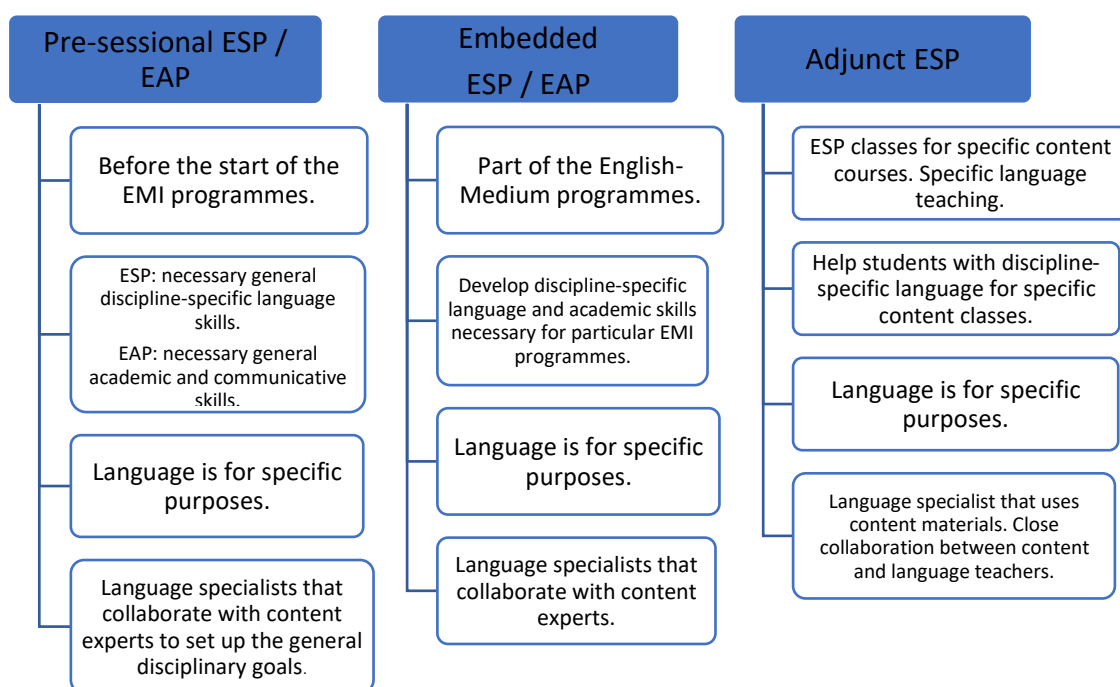 Pre-sessional ESP /
EAP
Before the start of the
EMI programmes.
ESP: necessary general
discipline-specific language
skills.
EAP: necessary general
academic and communicative
skills.
Language is for specific
purposes.
Language specialists that
collaborate with content
experts to set up the general
disciplinary goals.
Embedded
ESP / EAP
Part of the English-
Medium programmes.
Develop discipline-specific
language and academic skills
necessary for particular EMI
programmes.
Language is for specific
purposes.
Language specialists that
collaborate with content
experts.
Adjunct ESP
ESP classes for specific content
courses. Specific language
teaching.
Help students with discipline-
specific language for specific
content classes.
Language is for specific
purposes.
Language specialist that uses
content materials. Close
collaboration between content
and language teachers.